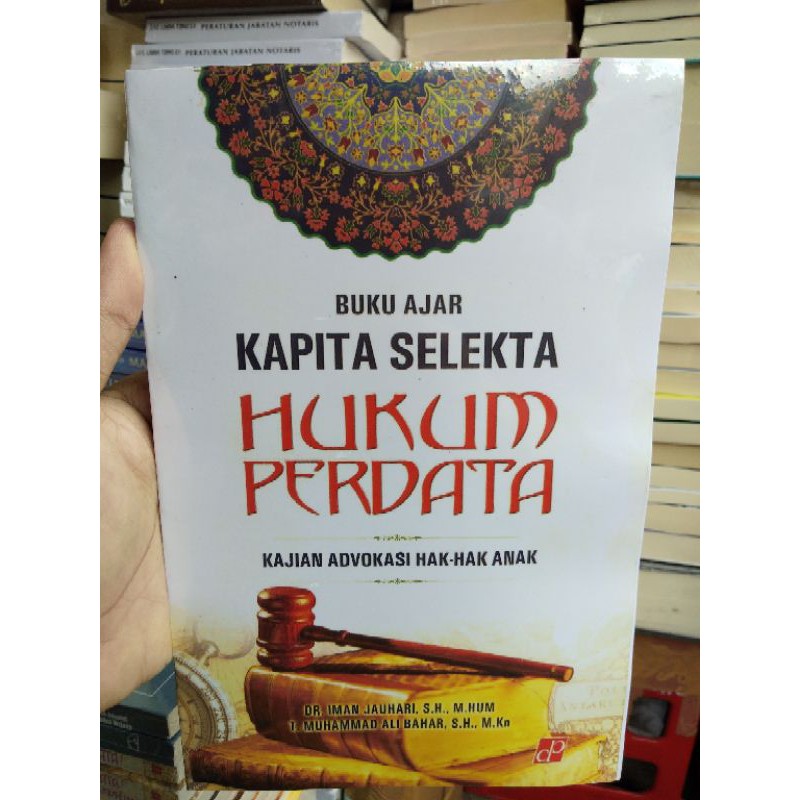 PERATURAN JABATAN NOTARIS
PERATURAN JABATAN NOTARIS
BUKU AJAR
KAPITA SELEKTA
HUKUM
PERDATA
KAJIAN ADVOKASI HAK-HAK ANAK
DR. IMAN JAUHARI, S.H., M.HUM
T. MUHAMMAD ALI BAHAR, S.H., M.Kn